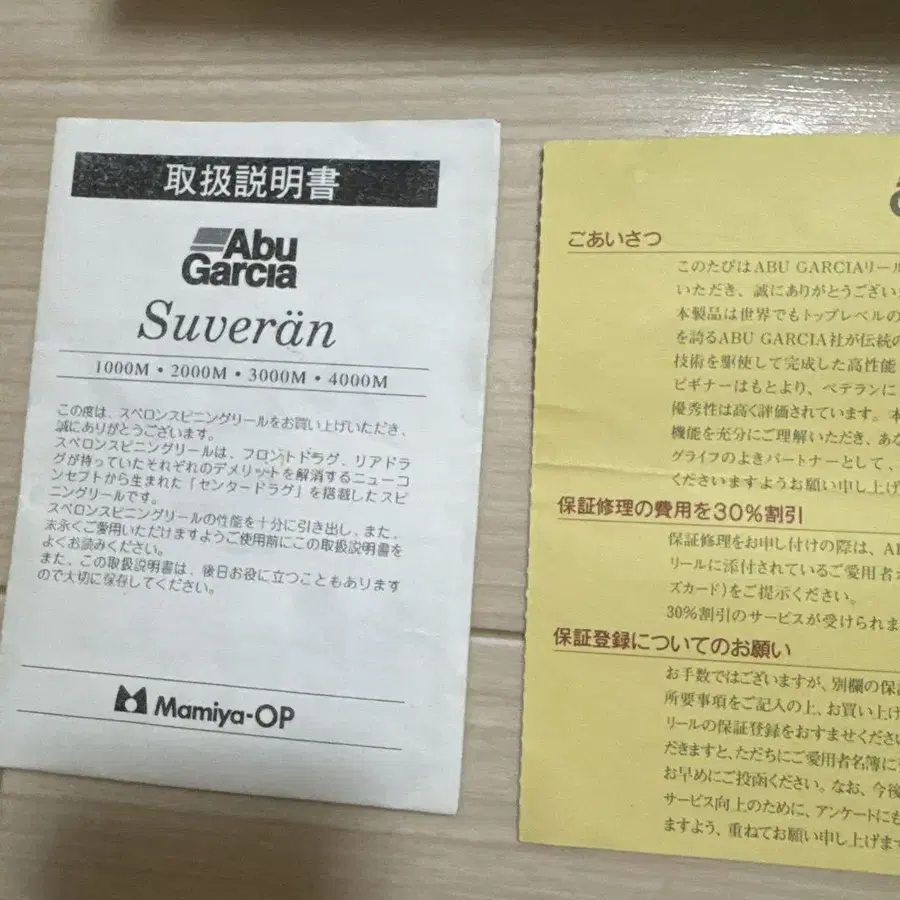 取扱説明書
Abu
Garcia
Suverän
1000M・2000M・3000M・4000M
この度は、スペロンスピニングリールをお買い上げいただき、
誠にありがとうございます。
スペロンスピニングリールは、フロントドラグ、リアドラ
グが持っていたそれぞれのデメリットを解消するニューコ
ンセプトから生まれた「センタードラグ」を搭載したスピ
ニングリールです。
スペロンスピニングリールの性能を十分に引き出し、また、
末永くご愛用いただけますようご使用前にこの取扱説明書を
よくお読みください。
また、この取扱説明書は、後日お役に立つこともあります
ので大切に保存してください。
Mamiya-OP
ごあいさつ
このたびはABU GARCIAリール
いただき、誠にありがとうござい
本製品は世界でもトップレベルの
を誇るABU GARCIA社が伝統の
技術を駆使して完成した高性能
ビギナーはもとより、ベテランに
優秀性は高く評価されています。本
機能を充分にご理解いただき、あな
グライフのよきパートナーとして、
くださいますようお願い申し上げ
保証修理の費用を30%割引
保証修理をお申し付けの際は、AB
リールに添付されているご愛用者
ズカード)をご提示ください。
30%割引のサービスが受けられま
保証登録についてのお願い
お手数ではございますが、別欄の保
所要事項をご記入の上、お買い上げ
リールの保証登録をおすませくださ
だきますと、ただちにご愛用者名簿に
お早めにご投函ください。なお、今後
サービス向上のために、アンケートにも
ますよう、重ねてお願い申し上げます